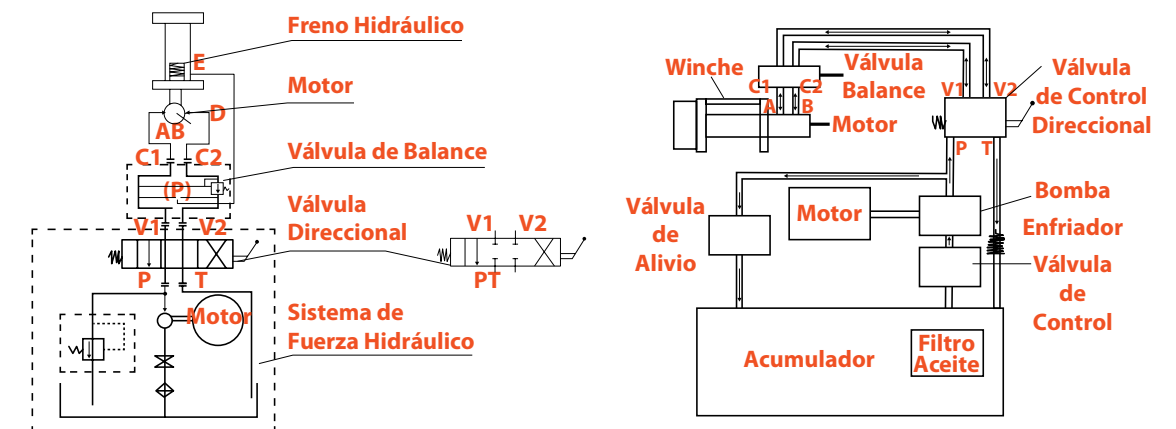 Freno Hidráulico
E
Motor
D
AB
C1 C2
Válvula de Balance
(P)
V1 V2
Válvula
Direccional
P T
Motor
Sistema de
Fuerza Hidráulico
V1 V2
PT
Winche
Válvula
Balance
C1 C2
A B
Motor
V1 V2
Válvula
de Control
Direccional
P T
Válvula
de
Alivio
Motor
Bomba
Enfriador
Válvula
de
Control
Acumulador
Filtro
Aceite